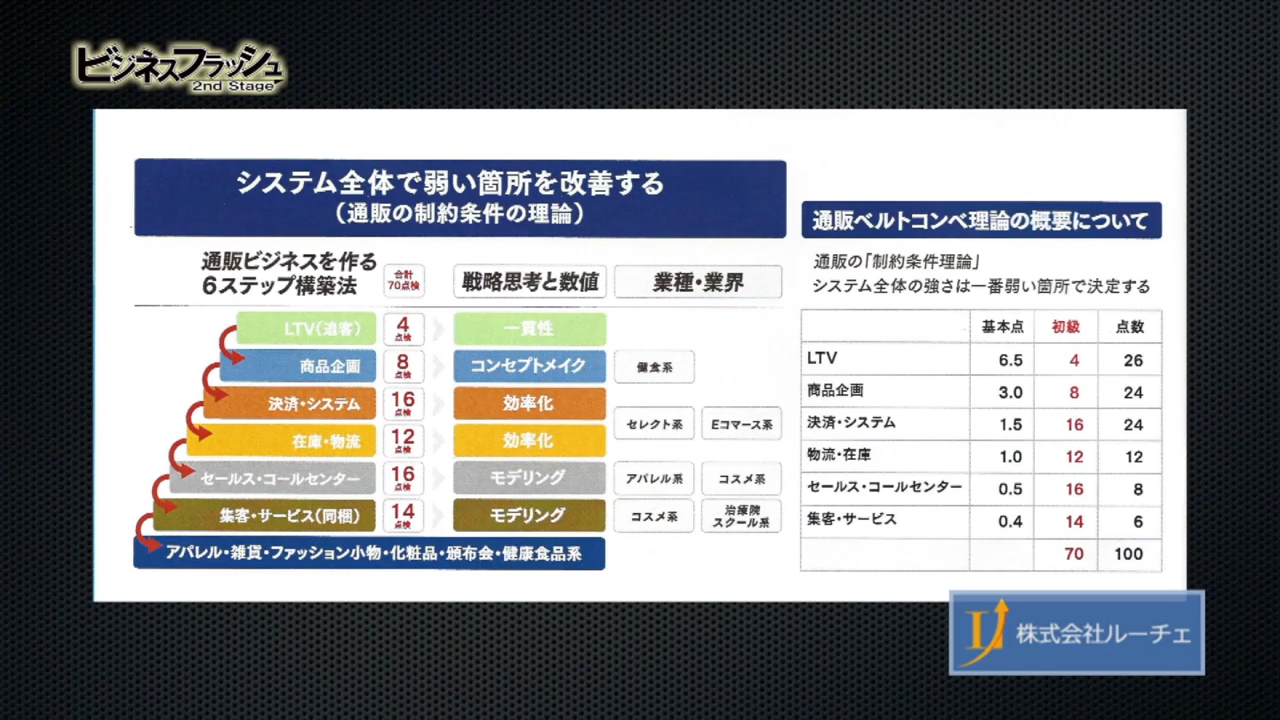 ビジネスフラッシュ
2nd Stage
システム全体で弱い箇所を改善する
(通販の制約条件の理論)
通販ビジネスを作る
6ステップ構築法
合計
70点検
戦略思考と数値
業種・業界
LTV(追客)
4
点検
一貫性
商品企画
8
点検
コンセプトメイク
健食系
決済・システム
16
点検
効率化
在庫・物流
12
点検
効率化
セレクト系
Eコマース系
セールス・コールセンター
16
点検
モデリング
アパレル系
コスメ系
集客・サービス(同梱)
14
点検
モデリング
コスメ系
治療院
スクール系
アパレル・雑貨・ファッション小物・化粧品・頒布会・健康食品系
通販ベルトコンベ理論の概要について
通販の「制約条件理論」
システム全体の強さは一番弱い箇所で決定する
基本点 初級 点数
LTV 6.5 4 26
商品企画 3.0 8 24
決済・システム 1.5 16 24
物流・在庫 1.0 12 12
セールス・コールセンター 0.5 16 8
集客・サービス 0.4 14 6
70 100
株式会社ルーチェ